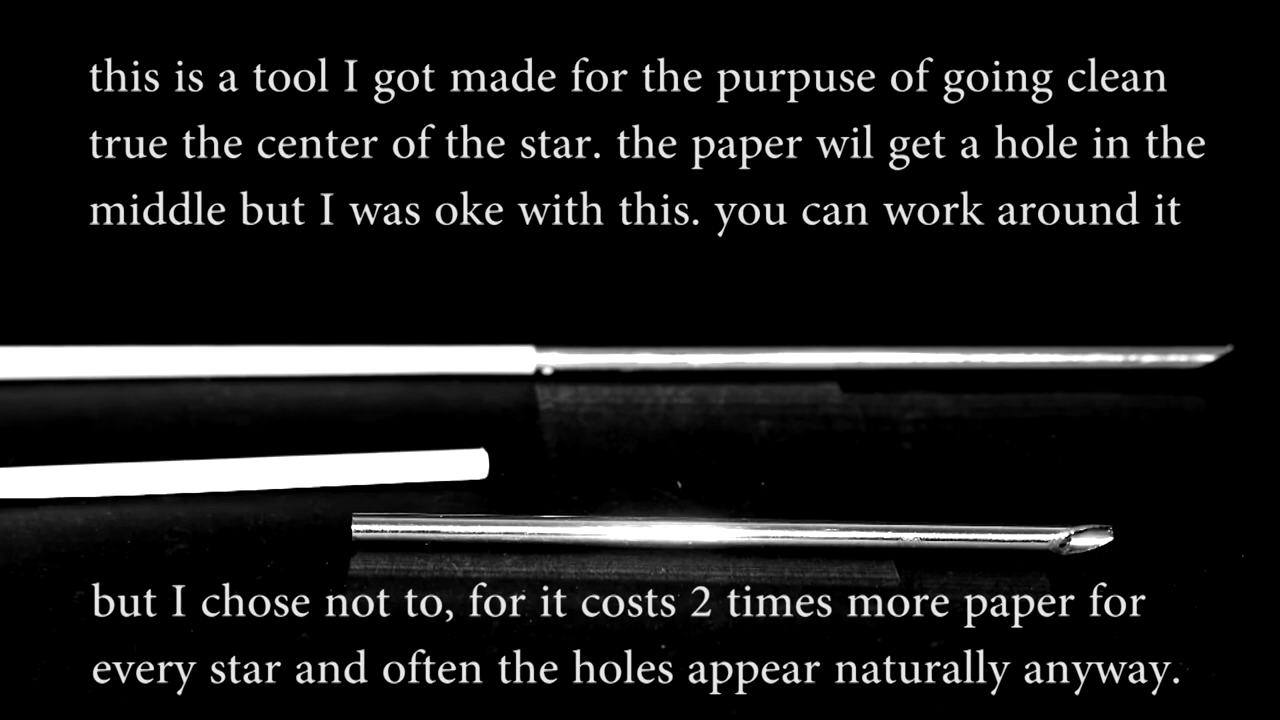 this is a tool I got made for the purpuse of going clean
true the center of the star. the paper wil get a hole in the
middle but I was oke with this. you can work around it
but I chose not to, for it costs 2 times more paper for
every star and often the holes appear naturally anyway.